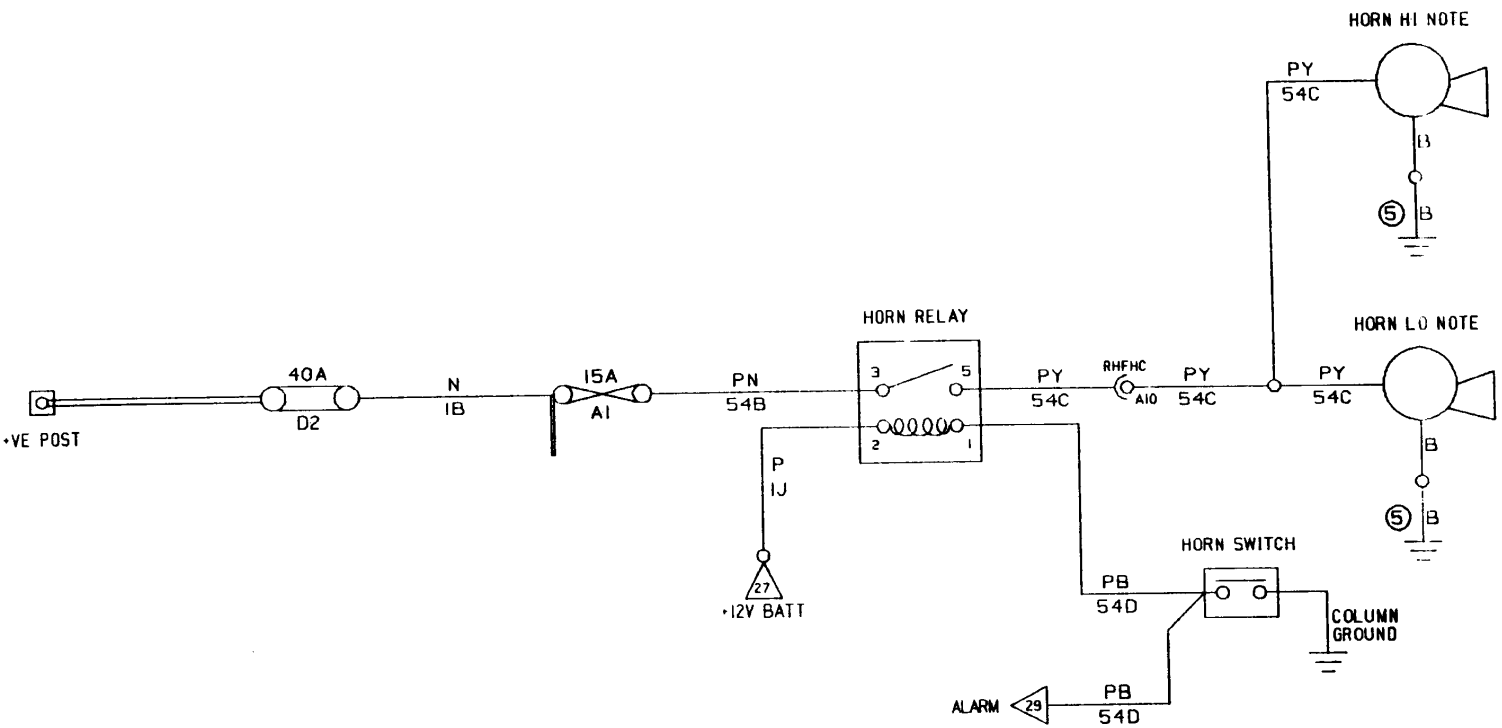 HORN HI NOTE
PY
54C
B
5 B
HORN RELAY
HORN LO NOTE
40A
D2
N
1B
15A
A1
PN
54B
3 5
2 1
PY
54C
RHFHC
A10
PY
54C
PY
54C
B
5 B
+VE POST
P
1J
27
+12V BATT
HORN SWITCH
PB
54D
COLUMN
GROUND
ALARM 29
PB
54D